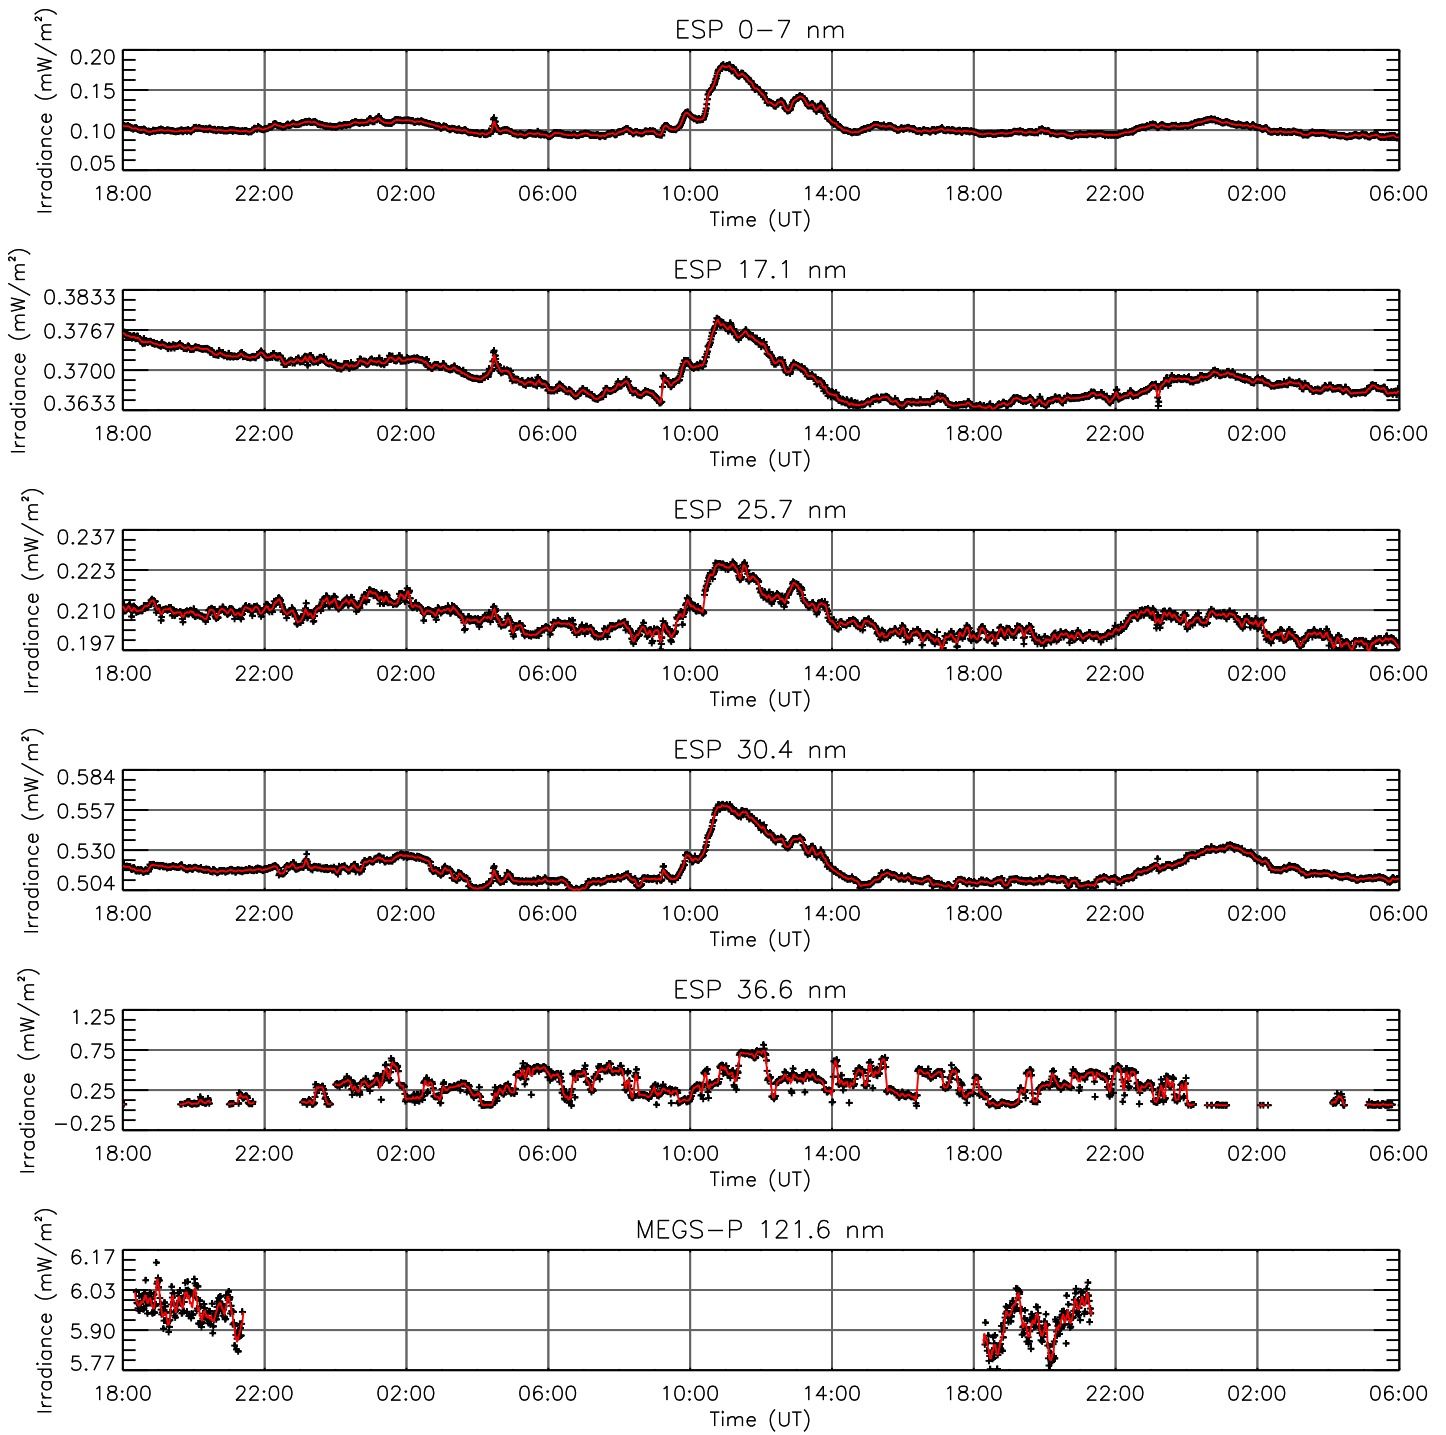 ESP 0−7 nm
Irradiance (mW/m²)
0.20
0.15
0.10
0.05
18:00 22:00 02:00 06:00 10:00 14:00 18:00 22:00 02:00 06:00
Time (UT)
ESP 17.1 nm
Irradiance (mW/m²)
0.3833
0.3767
0.3700
0.3633
18:00 22:00 02:00 06:00 10:00 14:00 18:00 22:00 02:00 06:00
Time (UT)
ESP 25.7 nm
Irradiance (mW/m²)
0.237
0.223
0.210
0.197
18:00 22:00 02:00 06:00 10:00 14:00 18:00 22:00 02:00 06:00
Time (UT)
ESP 30.4 nm
Irradiance (mW/m²)
0.584
0.557
0.530
0.504
18:00 22:00 02:00 06:00 10:00 14:00 18:00 22:00 02:00 06:00
Time (UT)
ESP 36.6 nm
Irradiance (mW/m²)
1.25
0.75
0.25
−0.25
18:00 22:00 02:00 06:00 10:00 14:00 18:00 22:00 02:00 06:00
Time (UT)
MEGS−P 121.6 nm
Irradiance (mW/m²)
6.17
6.03
5.90
5.77
18:00 22:00 02:00 06:00 10:00 14:00 18:00 22:00 02:00 06:00
Time (UT)